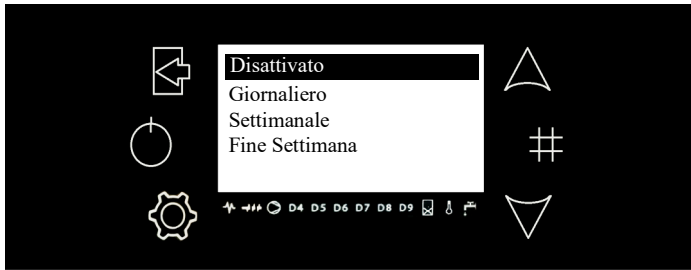 Disattivato
Giornaliero
Settimanale
Fine Settimana
D4 D5 D6 D7 D8 D9